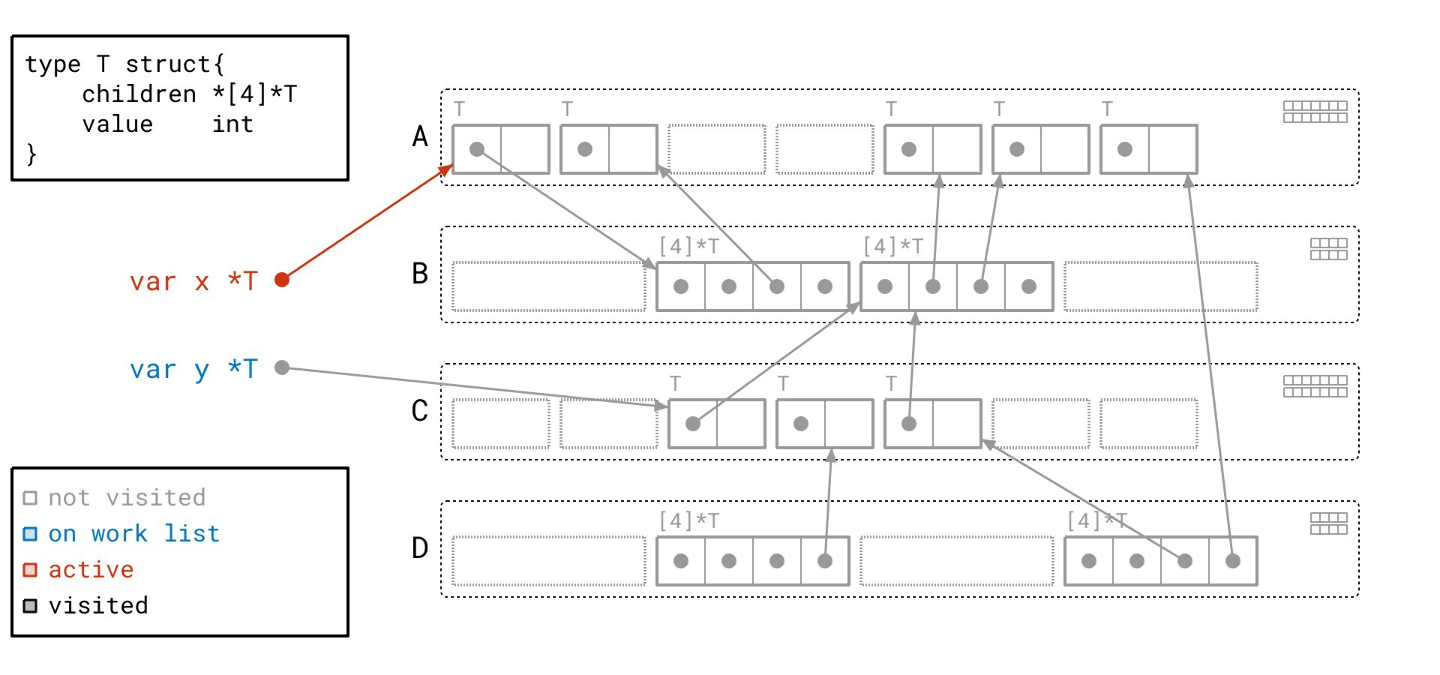 type T struct{
    children *[4]*T
    value    int
}
A
T
T
T
T
T
B
[4]*T
[4]*T
var x *T
var y *T
C
T
T
T
D
[4]*T
[4]*T
not visited
on work list
active
visited